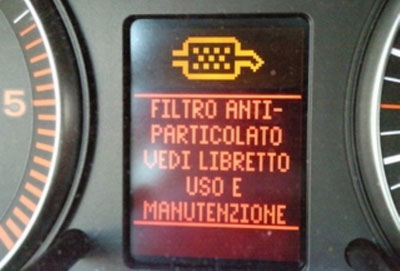 5
FILTRO ANTI-
PARTICOLATO
VEDI LIBRETTO
USO E
MANUTENZIONE